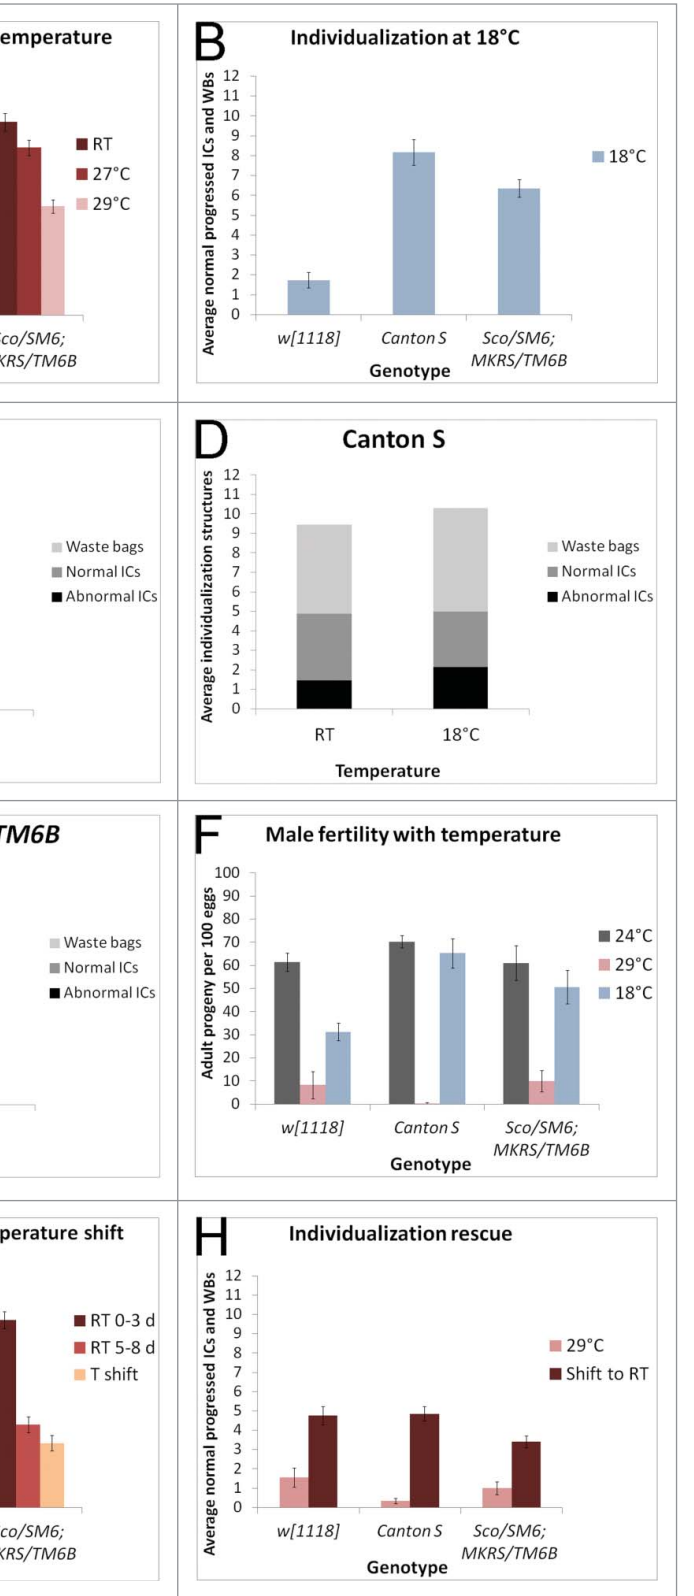 emperature
RT
27°C
29°C
Sco/SM6;
KRS/TM6B
B
Individualization at 18°C
Average normal progressed ICs and WBs
12
11
10
9
8
7
6
5
4
3
2
1
0
18°C
w[1118]
Canton S
Sco/SM6;
MKRS/TM6B
Genotype
Waste bags
Normal ICs
Abnormal ICs
D
Canton S
Average individualization structures
12
11
10
9
8
7
6
5
4
3
2
1
0
Waste bags
Normal ICs
Abnormal ICs
RT
18°C
Temperature
TM6B
Waste bags
Normal ICs
Abnormal ICs
F
Male fertility with temperature
Adult progeny per 100 eggs
100
90
80
70
60
50
40
30
20
10
0
24°C
29°C
18°C
w[1118]
Canton S
Sco/SM6;
MKRS/TM6B
Genotype
perature shift
RT 0-3 d
RT 5-8 d
T shift
co/SM6;
KRS/TM6B
H
Individualization rescue
Average normal progressed ICs and WBs
12
11
10
9
8
7
6
5
4
3
2
1
0
29°C
Shift to RT
w[1118]
Canton S
Sco/SM6;
MKRS/TM6B
Genotype